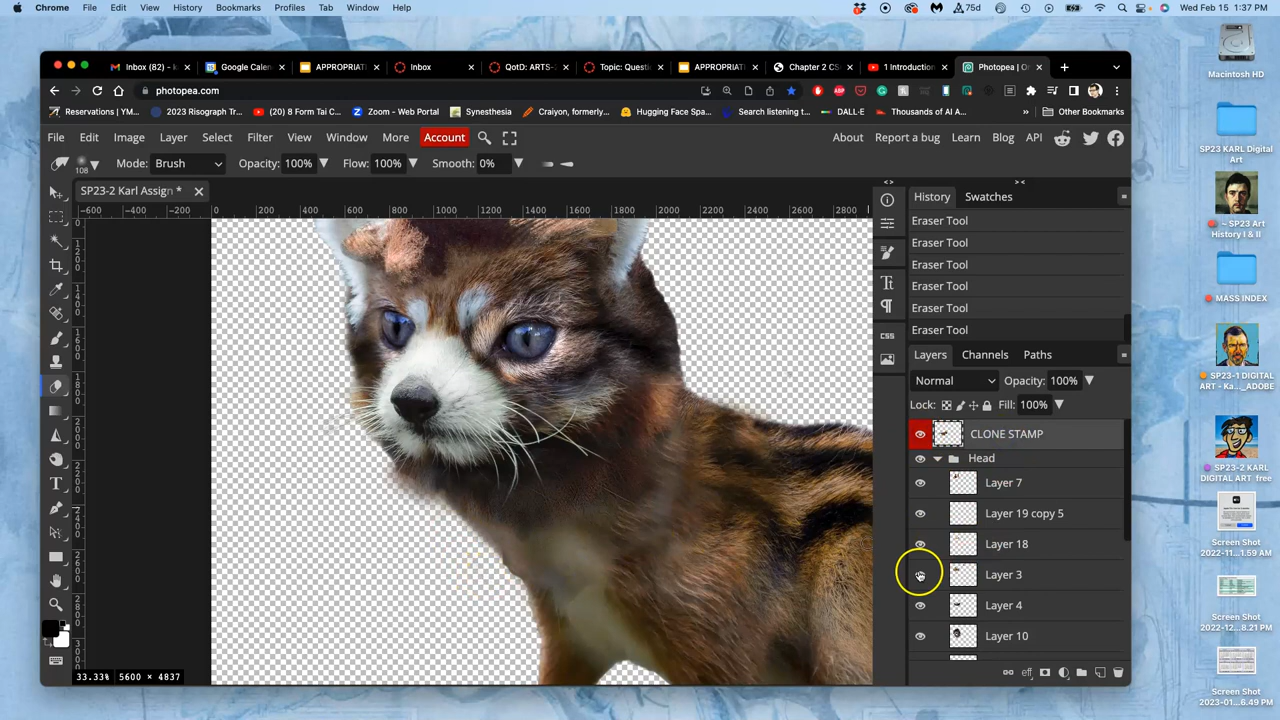 Chrome File Edit View History Bookmarks Profiles Tab Window Help 75d Wed Feb 15 1:37 PM
Inbox (82) - k Google Calen APPROPRIAT Inbox QotD: ARTS- Topic: Questi APPROPRIAT Chapter 2 CS 1 Introduction Photopea | On
photopea.com
Reservations | W... 2023 Risograph Tri... (20) 8 Form Tai C... Zoom - Web Portal Synesthesia Craiyon, formerly... Hugging Face Spa... Search listening t... DALL·E Thousands of AI A... Other Bookmarks
File Edit Image Layer Select Filter View Window More Account About Report a bug Learn Blog API
108 Mode: Brush Opacity: 100% Flow: 100% Smooth: 0%
SP23-2 Karl Assign *
−600 −400 −200 0 200 400 600 800 1000 1200 1400 1600 1800 2000 2200 2400 2600 2800
History Swatches
Eraser Tool
Eraser Tool
Eraser Tool
Eraser Tool
Eraser Tool
Eraser Tool
Layers Channels Paths
CSS
Normal Opacity: 100%
Lock: Fill: 100%
CLONE STAMP
Head
Layer 7
Layer 19 copy 5
Layer 18
Layer 3
Layer 4
Layer 10
eff
33.33% 5600 × 4837
Macintosh HD
SP23 KARL Digital
Art
~ SP23 Art
History I & II
MASS INDEX
SP23-1 DIGITAL
ART - Ka..._ADOBE
SP23-2 KARL
DIGITAL ART free
Screen Shot
2022-11...1.59 AM
Screen Shot
2022-12...8.21 PM
Screen Shot
2023-01...6.49 PM